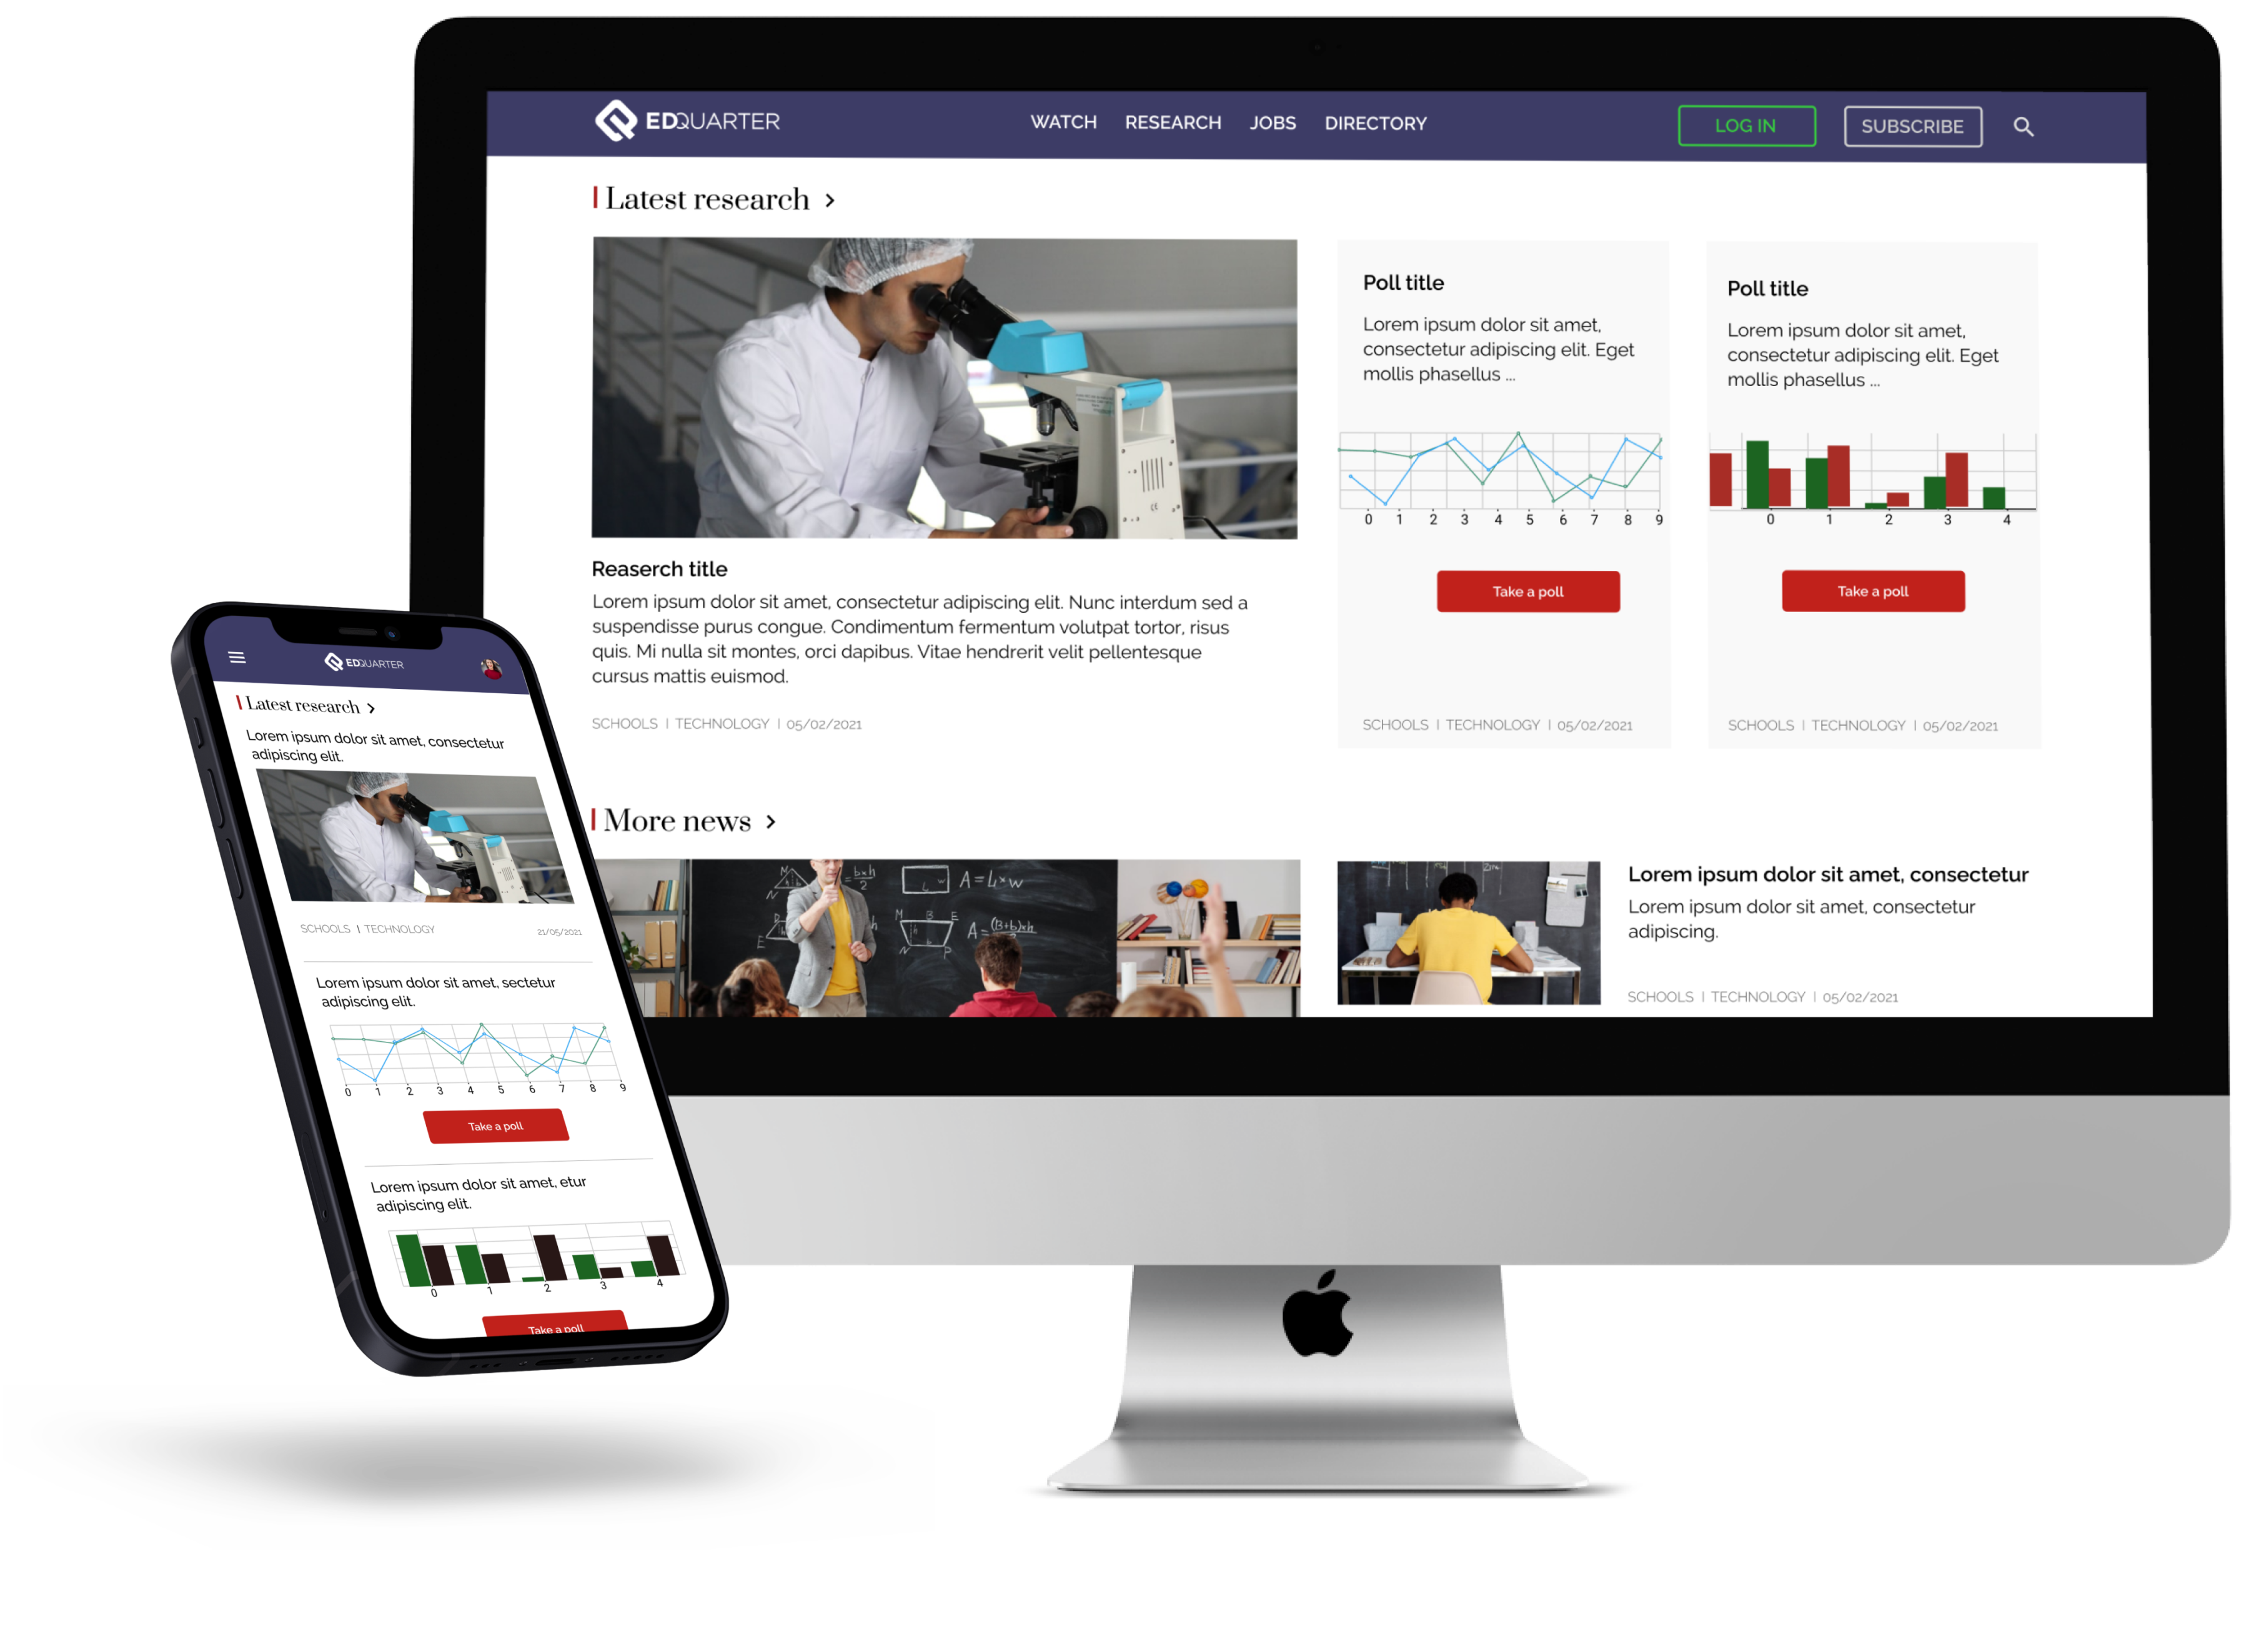 EDQUARTER
WATCH RESEARCH JOBS DIRECTORY
LOG IN
SUBSCRIBE
Latest research
Reaserch title
Lorem ipsum dolor sit amet, consectetur adipiscing elit. Nunc interdum sed a
suspendisse purus congue. Condimentum fermentum volutpat tortor, risus
quis. Mi nulla sit montes, orci dapibus. Vitae hendrerit velit pellentesque
cursus mattis euismod.
SCHOOLS | TECHNOLOGY | 05/02/2021
Poll title
Lorem ipsum dolor sit amet,
consectetur adipiscing elit. Eget
mollis phasellus ...
0 1 2 3 4 5 6 7 8 9
Take a poll
SCHOOLS | TECHNOLOGY | 05/02/2021
Poll title
Lorem ipsum dolor sit amet,
consectetur adipiscing elit. Eget
mollis phasellus ...
0 1 2 3 4
Take a poll
SCHOOLS | TECHNOLOGY | 05/02/2021
More news
A=L×w
Lorem ipsum dolor sit amet, consectetur
Lorem ipsum dolor sit amet, consectetur
adipiscing.
SCHOOLS | TECHNOLOGY | 05/02/2021
EDQUARTER
Latest research
Lorem ipsum dolor sit amet, consectetur
adipiscing elit.
SCHOOLS | TECHNOLOGY 21/05/2021
Lorem ipsum dolor sit amet, sectetur
adipiscing elit.
0 1 2 3 4 5 6 7 8 9
Take a poll
Lorem ipsum dolor sit amet, etur
adipiscing elit.
0 1 2 3 4
Take a poll